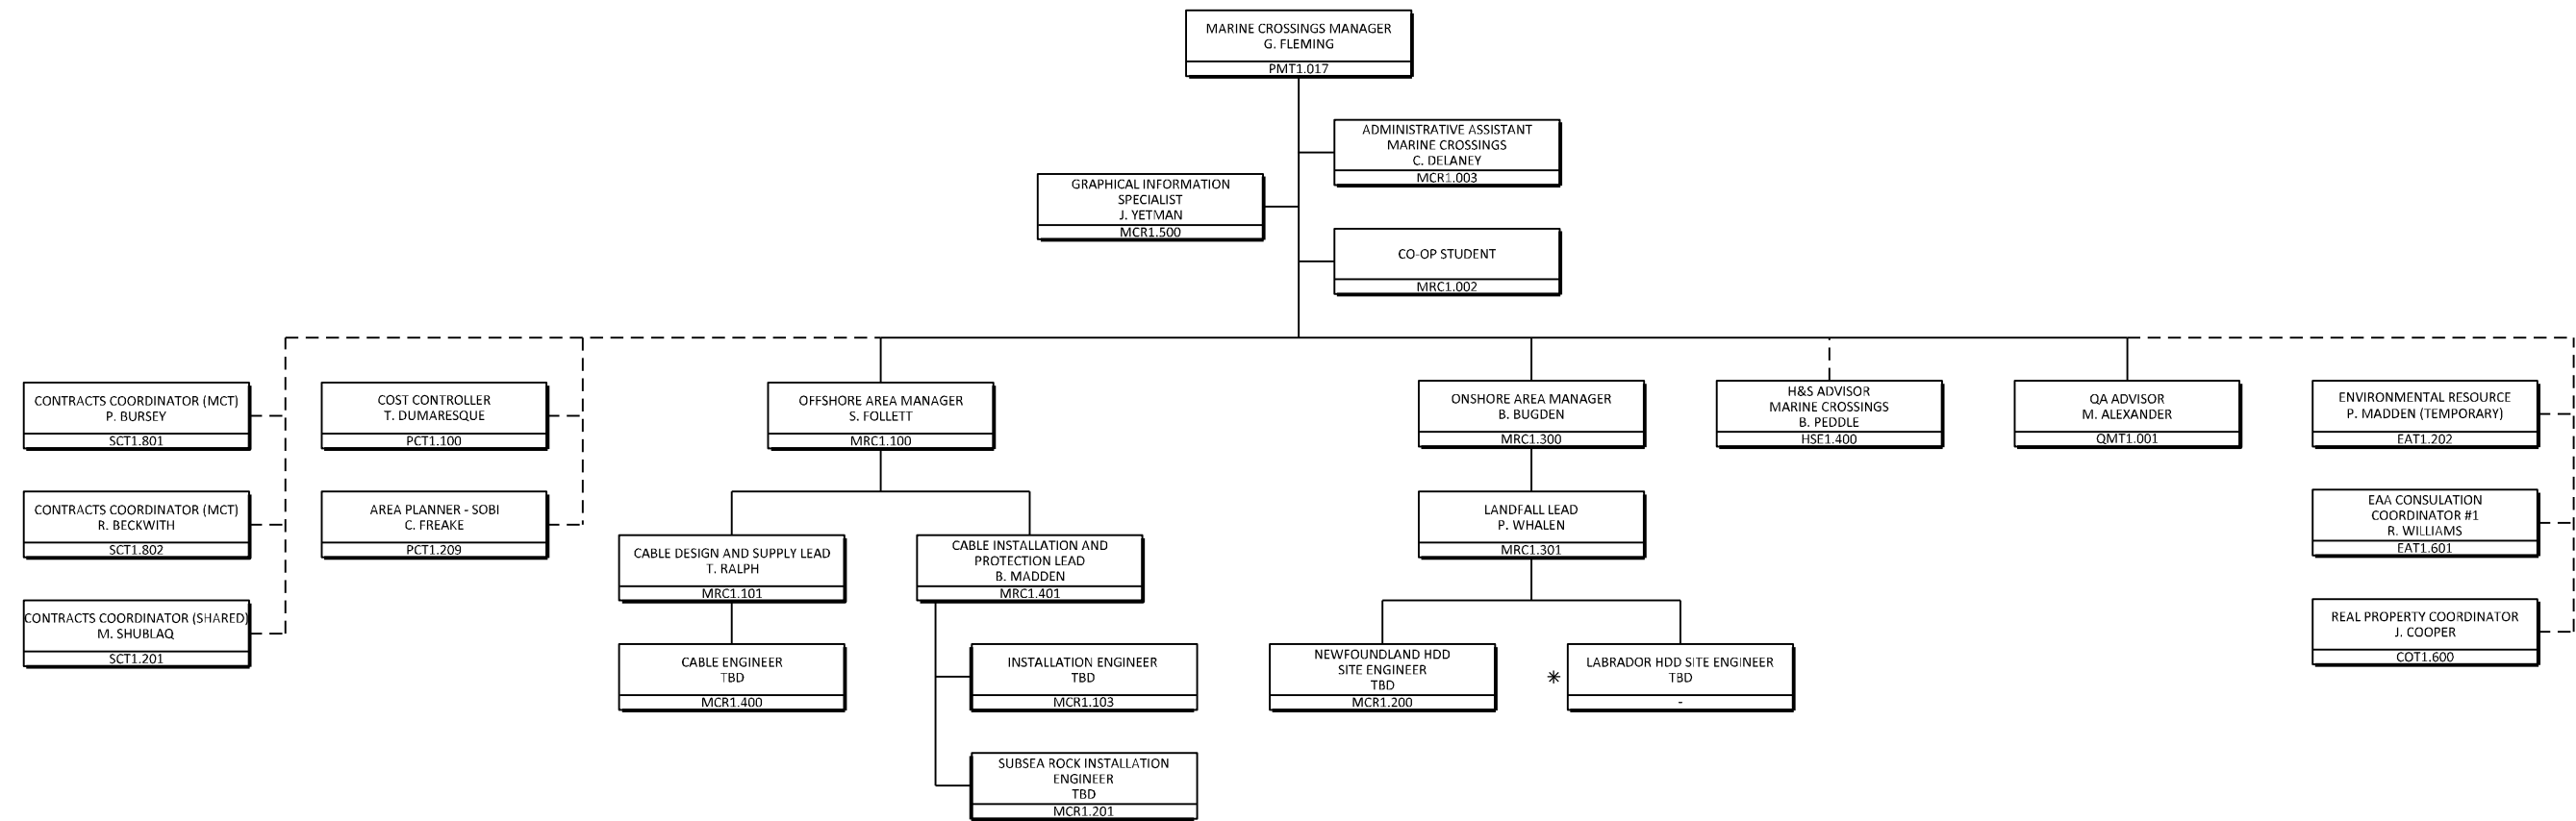 MARINE CROSSINGS MANAGER
G. FLEMING
PMT1.017
ADMINISTRATIVE ASSISTANT
MARINE CROSSINGS
C. DELANEY
MCR1.003
GRAPHICAL INFORMATION
SPECIALIST
J. YETMAN
MCR1.500
CO-OP STUDENT
MRC1.002
CONTRACTS COORDINATOR (MCT)
P. BURSEY
SCT1.801
COST CONTROLLER
T. DUMARESQUE
PCT1.100
OFFSHORE AREA MANAGER
S. FOLLETT
MRC1.100
ONSHORE AREA MANAGER
B. BUGDEN
MRC1.300
H&S ADVISOR
MARINE CROSSINGS
B. PEDDLE
HSE1.400
QA ADVISOR
M. ALEXANDER
QMT1.001
ENVIRONMENTAL RESOURCE
P. MADDEN (TEMPORARY)
EAT1.202
CONTRACTS COORDINATOR (MCT)
R. BECKWITH
SCT1.802
AREA PLANNER - SOBI
C. FREAKE
PCT1.209
LANDFALL LEAD
P. WHALEN
MRC1.301
EAA CONSULATION
COORDINATOR #1
R. WILLIAMS
EAT1.601
CABLE DESIGN AND SUPPLY LEAD
T. RALPH
MRC1.101
CABLE INSTALLATION AND
PROTECTION LEAD
B. MADDEN
MRC1.401
CONTRACTS COORDINATOR (SHARED)
M. SHUBLAQ
SCT1.201
REAL PROPERTY COORDINATOR
J. COOPER
COT1.600
CABLE ENGINEER
TBD
MCR1.400
INSTALLATION ENGINEER
TBD
MCR1.103
NEWFOUNDLAND HDD
SITE ENGINEER
TBD
MCR1.200
*
LABRADOR HDD SITE ENGINEER
TBD
-
SUBSEA ROCK INSTALLATION
ENGINEER
TBD
MCR1.201